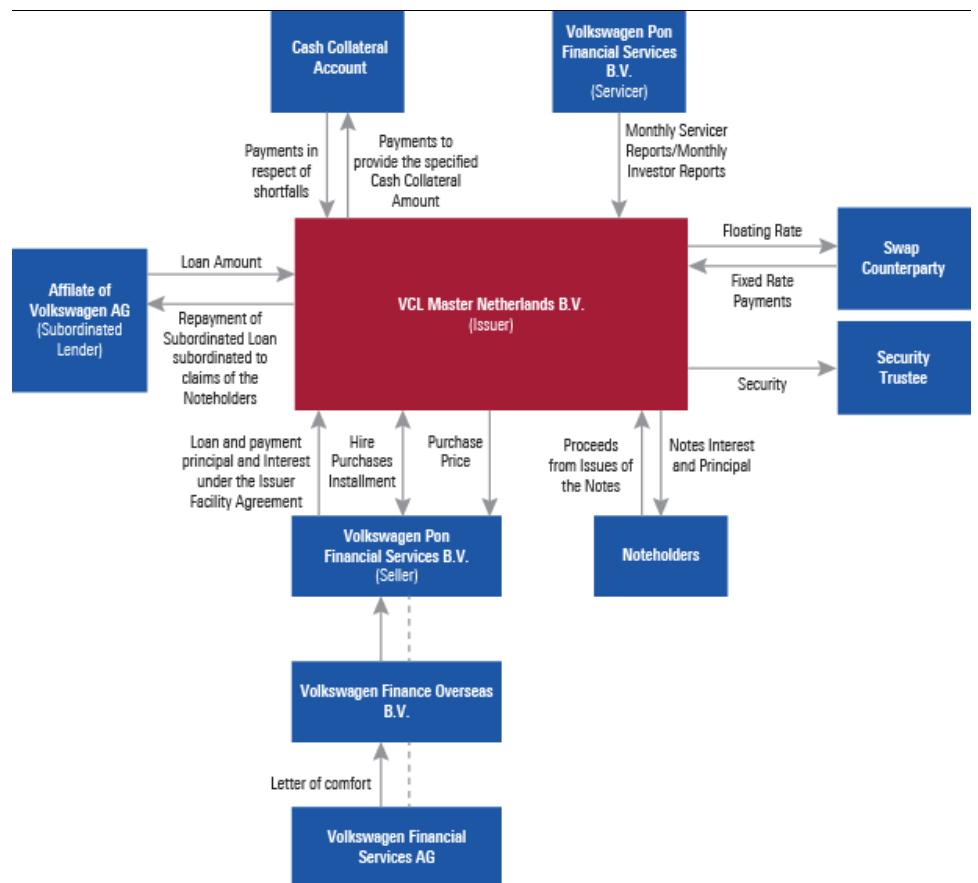 Cash Collateral
Account
Volkswagen Pon
Financial Services
B.V.
(Servicer)
Payments in
respect of
shortfalls
Payments to
provide the specified
Cash Collateral
Amount
Monthly Servicer
Reports/Monthly
Investor Reports
Affilate of
Volkswagen AG
(Subordinated
Lender)
Loan Amount
Repayment of
Subordinated Loan
subordinated to
claims of the
Noteholders
VCL Master Netherlands B.V.
(Issuer)
Floating Rate
Fixed Rate
Payments
Swap
Counterparty
Security
Security
Trustee
Loan and payment
principal and Interest
under the Issuer
Facility Agreement
Hire
Purchases
Installment
Purchase
Price
Proceeds
from Issues of
the Notes
Notes Interest
and Principal
Volkswagen Pon
Financial Services B.V.
(Seller)
Noteholders
Volkswagen Finance Overseas
B.V.
Letter of comfort
Volkswagen Financial
Services AG